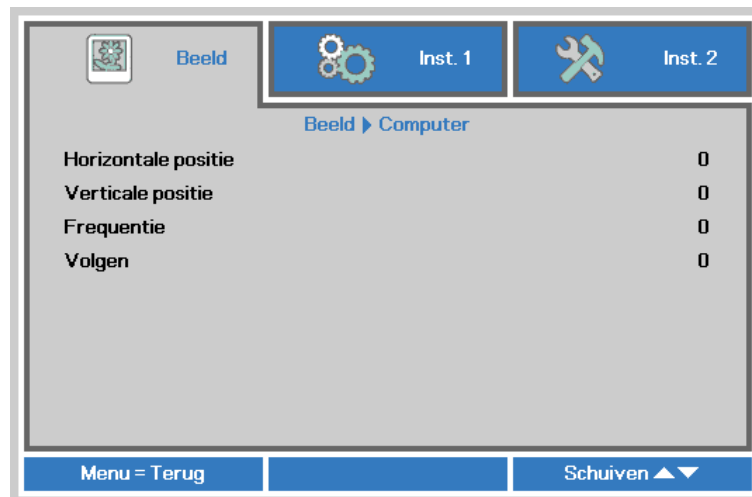 Beeld Inst. 1 Inst. 2
Beeld ▶ Computer
Horizontale positie 0
Verticale positie 0
Frequentie 0
Volgen 0
Menu = Terug Schuiven ▲▼